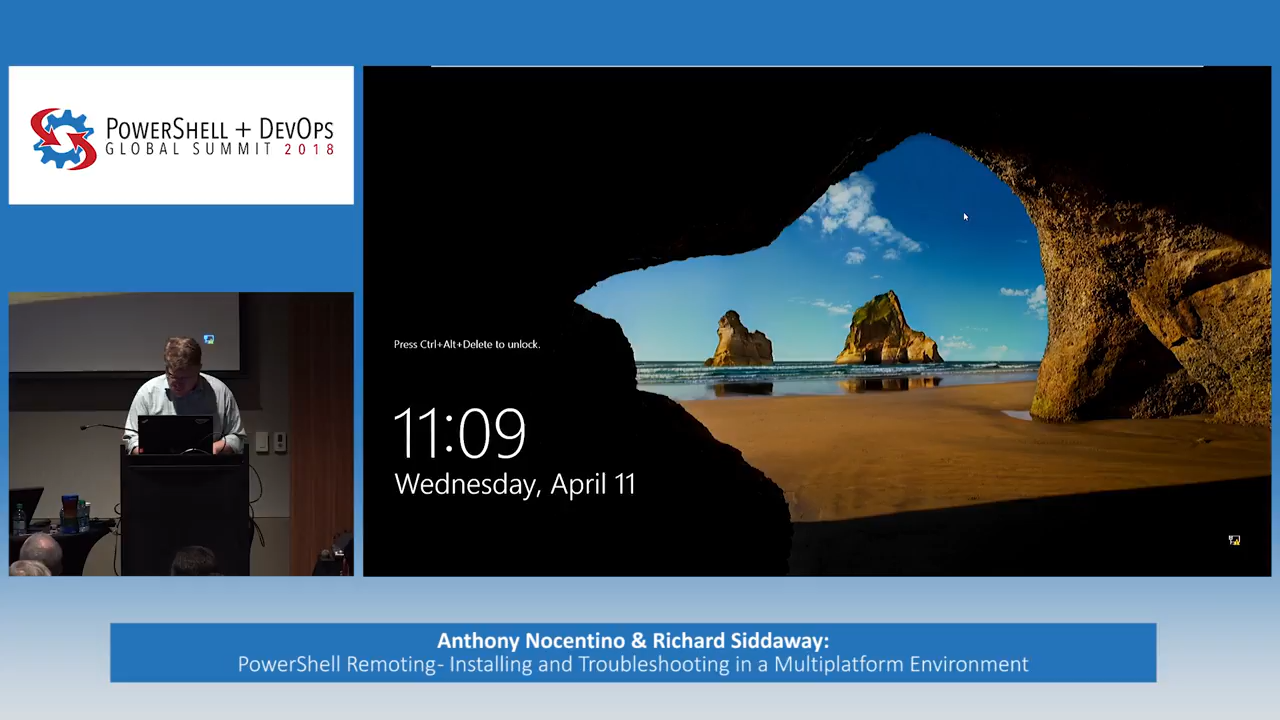 POWERSHELL + DEVOPS
GLOBAL SUMMIT 2018
Press Ctrl+Alt+Delete to unlock.
11:09
Wednesday, April 11
Anthony Nocentino & Richard Siddaway:
PowerShell Remoting- Installing and Troubleshooting in a Multiplatform Environment